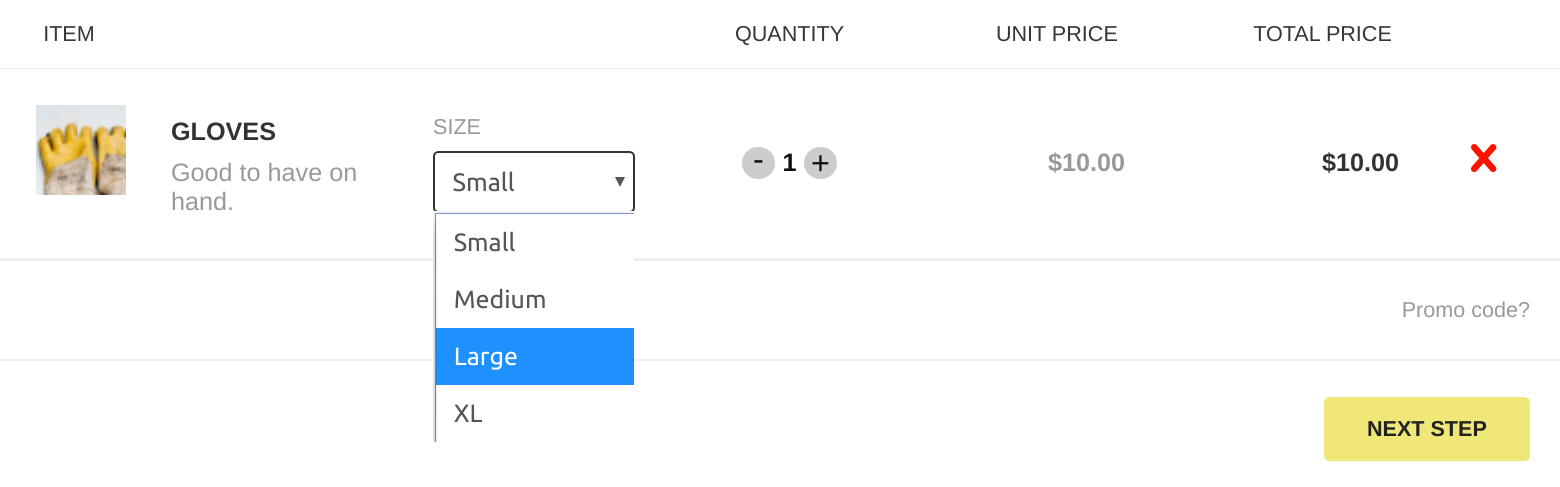 ITEM QUANTITY UNIT PRICE TOTAL PRICE
GLOVES
Good to have on
hand.
SIZE
Small ▼
- 1 +
$10.00
$10.00
Small
Medium
Large
XL
Promo code?
NEXT STEP